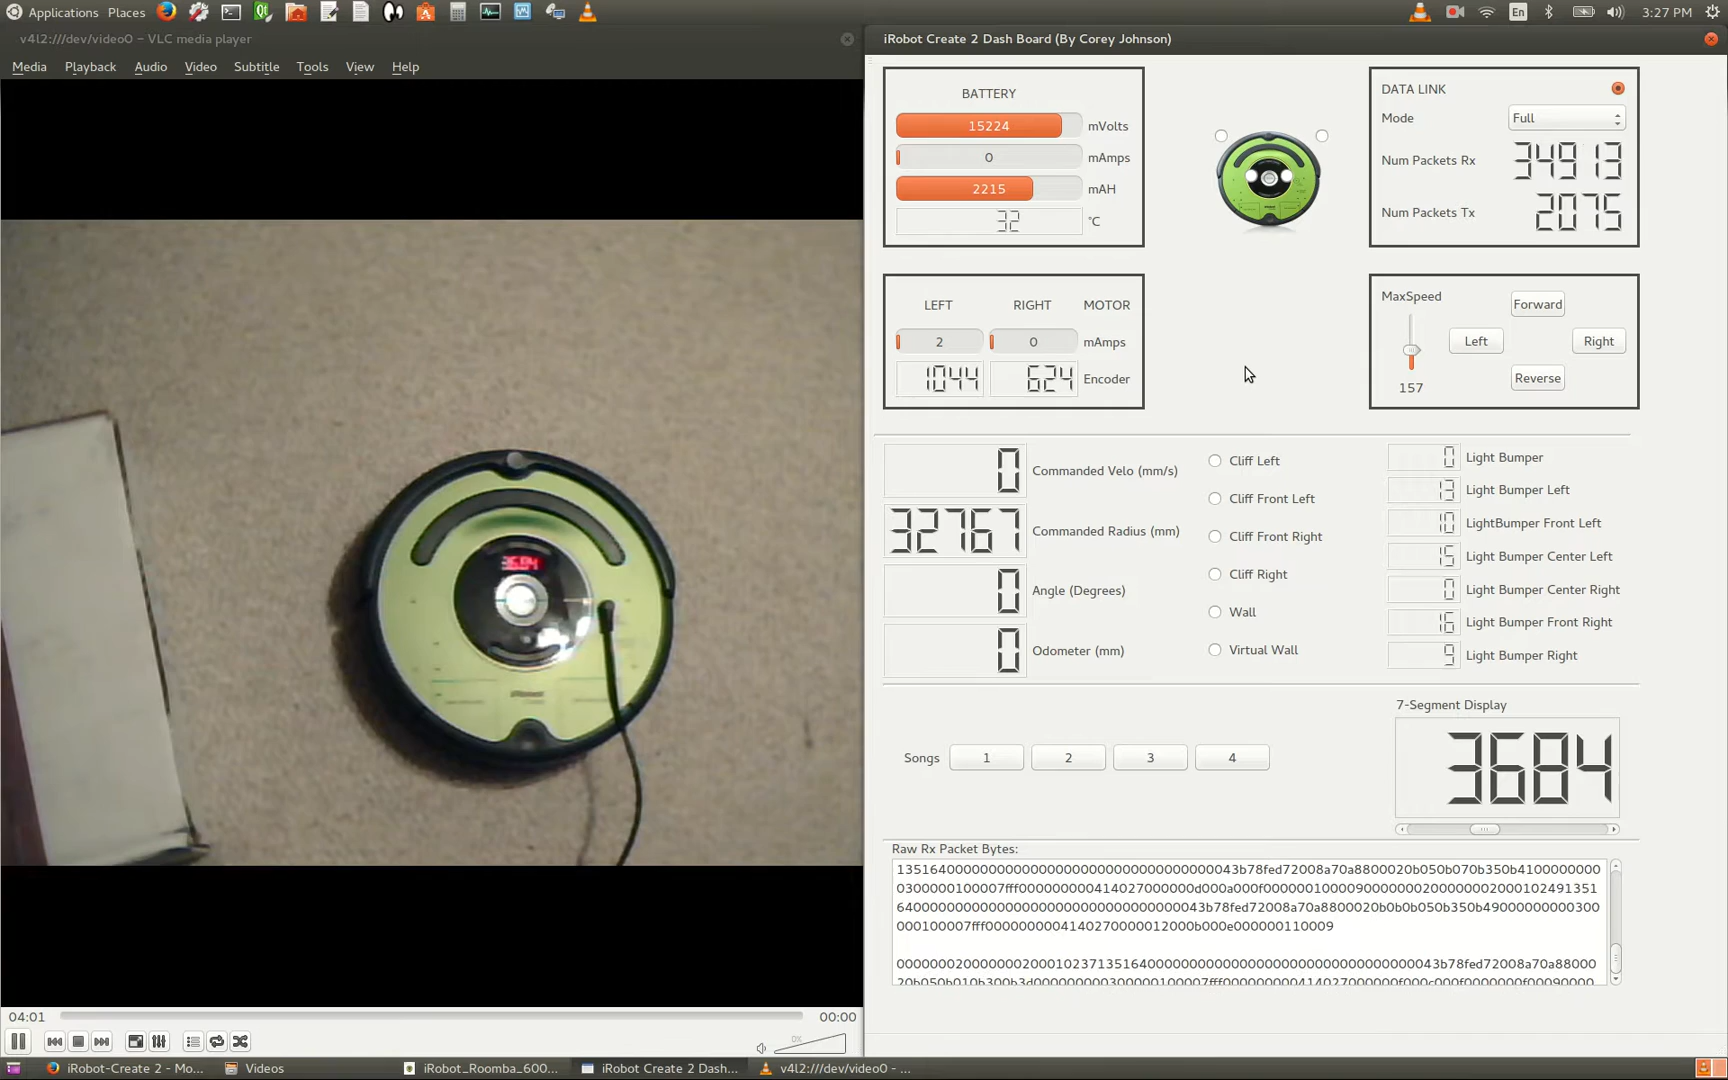 Applications Places En 3:27 PM
v4l2:///dev/video0 – VLC media player
Media Playback Audio Video Subtitle Tools View Help
3684
04:01 00:00
0%
iRobot Create 2 Dash Board (By Corey Johnson)
BATTERY
15224 mVolts
0 mAmps
2215 mAH
32 °C
DATA LINK
Mode Full
Num Packets Rx 34913
Num Packets Tx 2075
LEFT RIGHT MOTOR
2 0 mAmps
1044 624 Encoder
MaxSpeed
157
Forward
Left Right
Reverse
0 Commanded Velo (mm/s)
32767 Commanded Radius (mm)
0 Angle (Degrees)
0 Odometer (mm)
Cliff Left
Cliff Front Left
Cliff Front Right
Cliff Right
Wall
Virtual Wall
0 Light Bumper
13 Light Bumper Left
10 LightBumper Front Left
15 Light Bumper Center Left
0 Light Bumper Center Right
16 Light Bumper Front Right
9 Light Bumper Right
Songs 1 2 3 4
7-Segment Display
3684
Raw Rx Packet Bytes:
iRobot-Create 2 - Mo... Videos iRobot_Roomba_600... iRobot Create 2 Dash... v4l2:///dev/video0 - ...